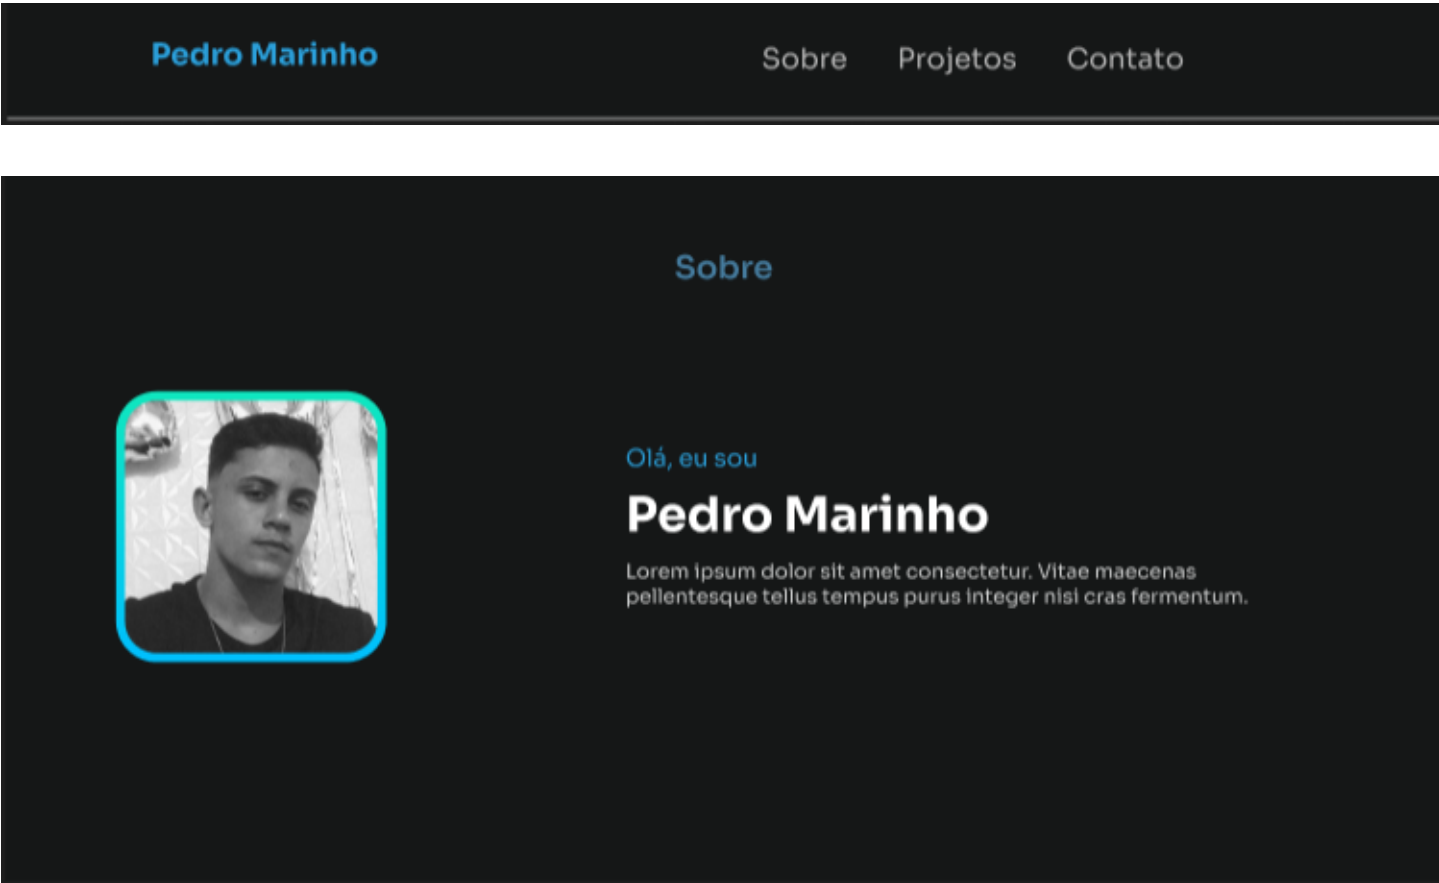 Pedro Marinho
Sobre Projetos Contato
Sobre
Olá, eu sou
Pedro Marinho
Lorem ipsum dolor sit amet consectetur. Vitae maecenas
pellentesque tellus tempus purus integer nisi cras fermentum.